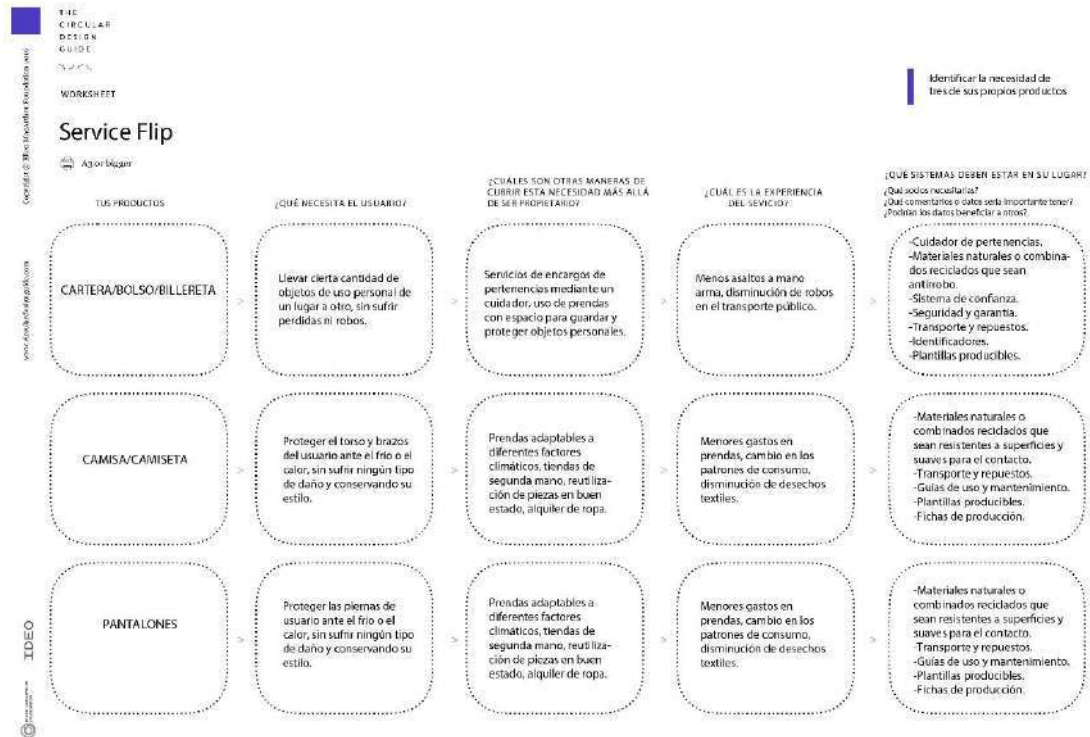 THE
CIRCULAR
DESIGN
GUIDE
WORKSHEET
Identificar la necesidad de
tres de sus propios productos
Service Flip
A3 or bigger
TUS PRODUCTOS
¿QUÉ NECESITA EL USUARIO?
¿CUÁLES SON OTRAS MANERAS DE
CUBRIR ESTA NECESIDAD MÁS ALLÁ
DE SER PROPIETARIO?
¿CUÁL ES LA EXPERIENCIA
DEL SEVICIO?
¿QUÉ SISTEMAS DEBEN ESTAR EN SU LUGAR?
¿Qué socios necesitarías?
¿Qué comentarios o datos sería importante tener?
¿Podrían los datos beneficiar a otros?
CARTERA/BOLSO/BILLERETA
>
Llevar cierta cantidad de
objetos de uso personal de
un lugar a otro, sin sufrir
perdidas ni robos.
>
Servicios de encargos de
pertenencias mediante un
cuidador, uso de prendas
con espacio para guardar y
proteger objetos personales.
>
Menos asaltos a mano
arma, disminución de robos
en el transporte público.
>
-Cuidador de pertenencias.
-Materiales naturales o combina-
dos reciclados que sean
antirrobo.
-Sistema de confianza.
-Seguridad y garantía.
-Transporte y repuestos.
-Identificadores.
-Plantillas producibles.
CAMISA/CAMISETA
>
Proteger el torso y brazos
del usuario ante el frio o el
calor, sin sufrir ningún tipo
de daño y conservando su
estilo.
>
Prendas adaptables a
diferentes factores
climáticos, tiendas de
segunda mano, reutiliza-
ción de piezas en buen
estado, alquiler de ropa.
>
Menores gastos en
prendas, cambio en los
patrones de consumo,
disminución de desechos
textiles.
>
-Materiales naturales o
combinados reciclados que
sean resistentes a superficies y
suaves para el contacto.
-Transporte y repuestos.
-Guías de uso y mantenimiento.
-Plantillas producibles.
-Fichas de producción.
PANTALONES
>
Proteger las piernas de
usuario ante el frio o el
calor, sin sufrir ningún tipo
de daño y conservando su
estilo.
>
Prendas adaptables a
diferentes factores
climáticos, tiendas de
segunda mano, reutiliza-
ción de piezas en buen
estado, alquiler de ropa.
>
Menores gastos en
prendas, cambio en los
patrones de consumo,
disminución de desechos
textiles.
>
-Materiales naturales o
combinados reciclados que
sean resistentes a superficies y
suaves para el contacto.
-Transporte y repuestos.
-Guías de uso y mantenimiento.
-Plantillas producibles.
-Fichas de producción.
Copyright © Ellen Macarthur Foundation 2016
www.circulardesignguide.com
IDEO